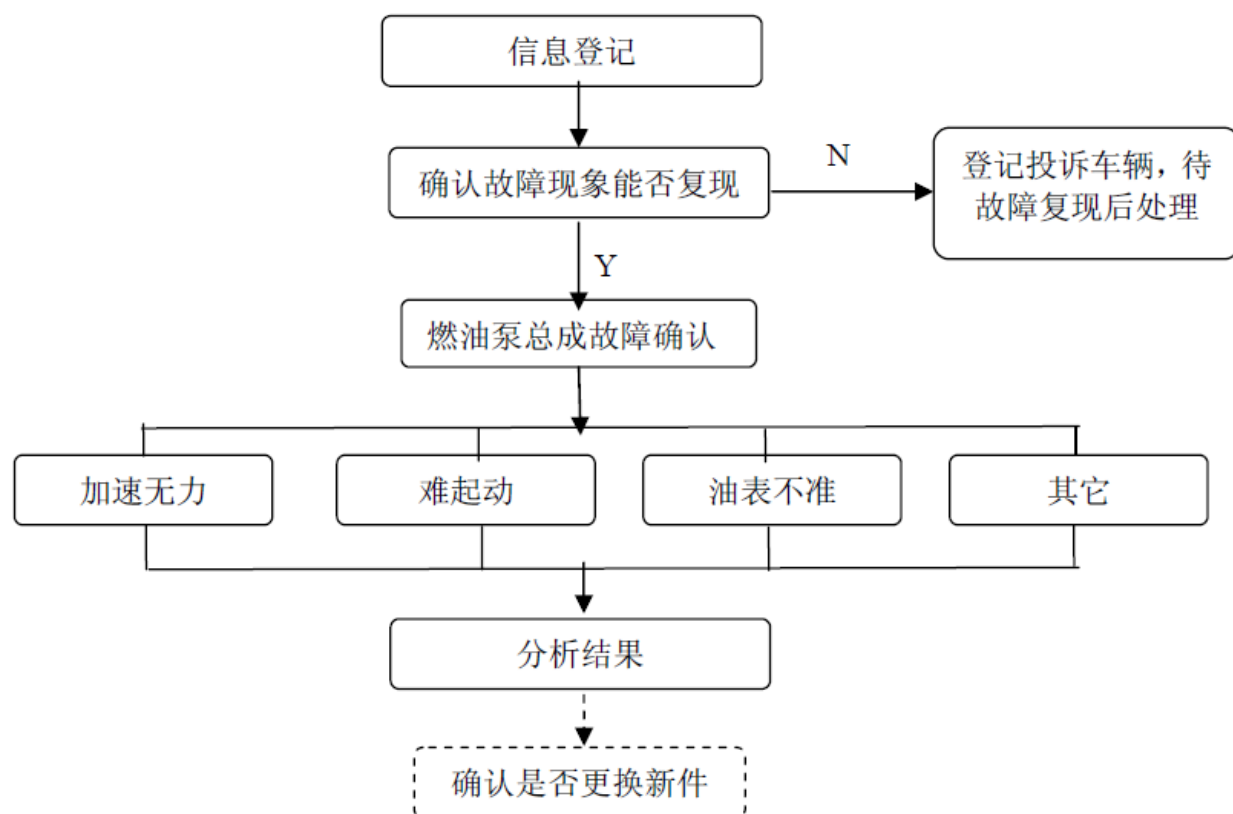 信息登记
确认故障现象能否复现
N
登记投诉车辆，待
故障复现后处理
Y
燃油泵总成故障确认
加速无力
难起动
油表不准
其它
分析结果
确认是否更换新件